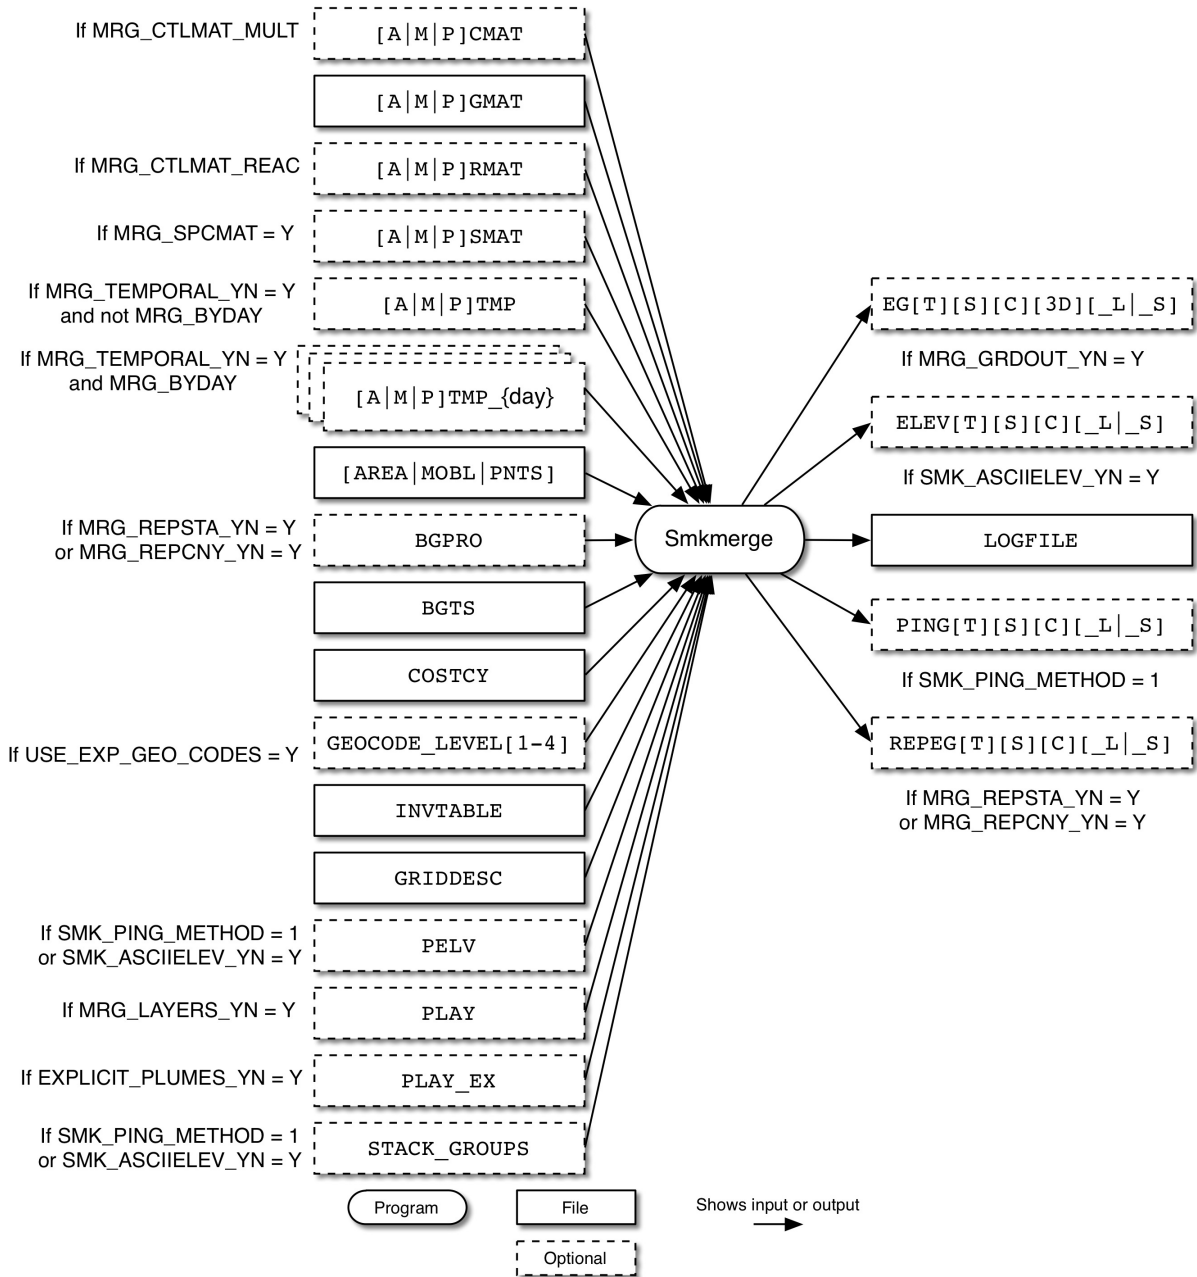 If MRG_CTLMAT_MULT
[A|M|P]CMAT
[A|M|P]GMAT
If MRG_CTLMAT_REAC
[A|M|P]RMAT
If MRG_SPCMAT = Y
[A|M|P]SMAT
If MRG_TEMPORAL_YN = Y
and not MRG_BYDAY
[A|M|P]TMP
If MRG_TEMPORAL_YN = Y
and MRG_BYDAY
[A|M|P]TMP_{day}
[AREA|MOBL|PNTS]
If MRG_REPSTA_YN = Y
or MRG_REPCNY_YN = Y
BGPRO
BGTS
COSTCY
If USE_EXP_GEO_CODES = Y
GEOCODE_LEVEL[1-4]
INVTABLE
GRIDDESC
If SMK_PING_METHOD = 1
or SMK_ASCIIELEV_YN = Y
PELV
If MRG_LAYERS_YN = Y
PLAY
If EXPLICIT_PLUMES_YN = Y
PLAY_EX
If SMK_PING_METHOD = 1
or SMK_ASCIIELEV_YN = Y
STACK_GROUPS
Smkmerge
EG[T][S][C][3D][_L|_S]
If MRG_GRDOUT_YN = Y
ELEV[T][S][C][_L|_S]
If SMK_ASCIIELEV_YN = Y
LOGFILE
PING[T][S][C][_L|_S]
If SMK_PING_METHOD = 1
REPEG[T][S][C][_L|_S]
If MRG_REPSTA_YN = Y
or MRG_REPCNY_YN = Y
Program
File
Shows input or output
Optional